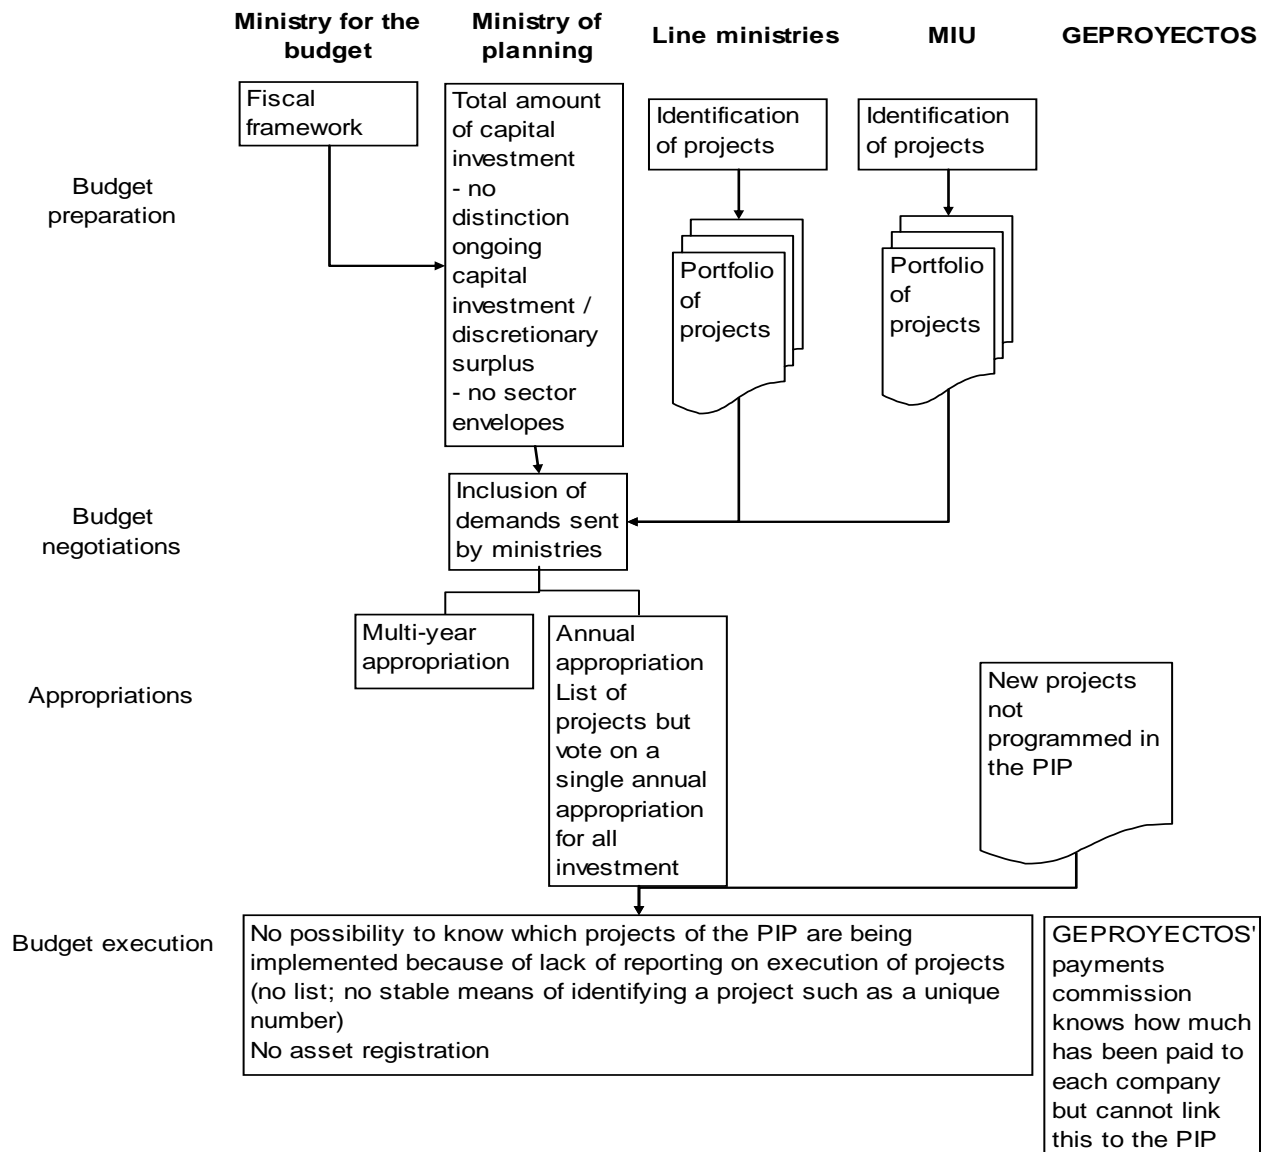 Ministry for the
budget
Ministry of
planning
Line ministries
MIU
GEPROYECTOS
Budget
preparation
Fiscal
framework
Total amount
of capital
investment
- no
distinction
ongoing
capital
investment /
discretionary
surplus
- no sector
envelopes
Identification
of projects
Identification
of projects
Portfolio
of
projects
Portfolio
of
projects
Budget
negotiations
Inclusion of
demands sent
by ministries
Appropriations
Multi-year
appropriation
Annual
appropriation
List of
projects but
vote on a
single annual
appropriation
for all
investment
New projects
not
programmed in
the PIP
Budget execution
No possibility to know which projects of the PIP are being
implemented because of lack of reporting on execution of projects
(no list; no stable means of identifying a project such as a unique
number)
No asset registration
GEPROYECTOS'
payments
commission
knows how much
has been paid to
each company
but cannot link
this to the PIP